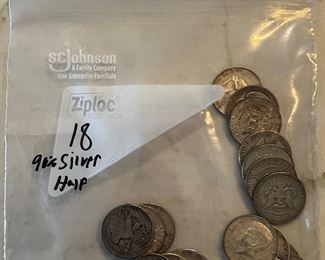 scjohnson
A Family Company
Une Entreprise Familiale
Ziploc
18
90% Silver
Half